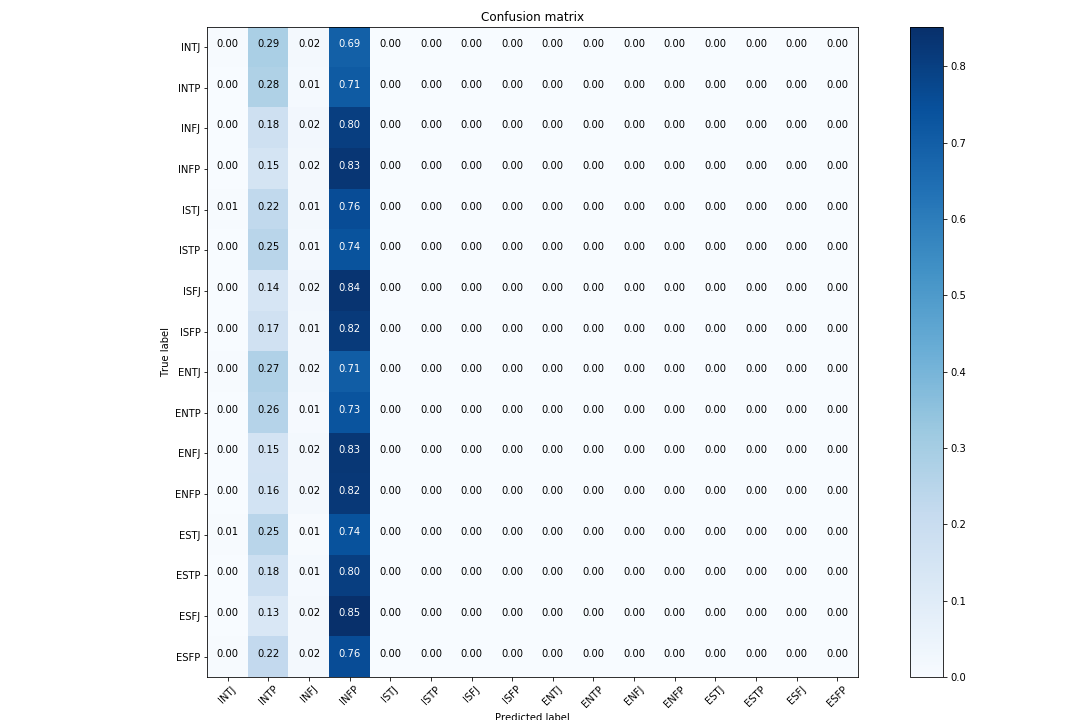 Confusion matrix
INTJ 0.00 0.29 0.02 0.69 0.00 0.00 0.00 0.00 0.00 0.00 0.00 0.00 0.00 0.00 0.00 0.00
INTP 0.00 0.28 0.01 0.71 0.00 0.00 0.00 0.00 0.00 0.00 0.00 0.00 0.00 0.00 0.00 0.00
INFJ 0.00 0.18 0.02 0.80 0.00 0.00 0.00 0.00 0.00 0.00 0.00 0.00 0.00 0.00 0.00 0.00
INFP 0.00 0.15 0.02 0.83 0.00 0.00 0.00 0.00 0.00 0.00 0.00 0.00 0.00 0.00 0.00 0.00
ISTJ 0.01 0.22 0.01 0.76 0.00 0.00 0.00 0.00 0.00 0.00 0.00 0.00 0.00 0.00 0.00 0.00
ISTP 0.00 0.25 0.01 0.74 0.00 0.00 0.00 0.00 0.00 0.00 0.00 0.00 0.00 0.00 0.00 0.00
ISFJ 0.00 0.14 0.02 0.84 0.00 0.00 0.00 0.00 0.00 0.00 0.00 0.00 0.00 0.00 0.00 0.00
ISFP 0.00 0.17 0.01 0.82 0.00 0.00 0.00 0.00 0.00 0.00 0.00 0.00 0.00 0.00 0.00 0.00
ENTJ 0.00 0.27 0.02 0.71 0.00 0.00 0.00 0.00 0.00 0.00 0.00 0.00 0.00 0.00 0.00 0.00
ENTP 0.00 0.26 0.01 0.73 0.00 0.00 0.00 0.00 0.00 0.00 0.00 0.00 0.00 0.00 0.00 0.00
ENFJ 0.00 0.15 0.02 0.83 0.00 0.00 0.00 0.00 0.00 0.00 0.00 0.00 0.00 0.00 0.00 0.00
ENFP 0.00 0.16 0.02 0.82 0.00 0.00 0.00 0.00 0.00 0.00 0.00 0.00 0.00 0.00 0.00 0.00
ESTJ 0.01 0.25 0.01 0.74 0.00 0.00 0.00 0.00 0.00 0.00 0.00 0.00 0.00 0.00 0.00 0.00
ESTP 0.00 0.18 0.01 0.80 0.00 0.00 0.00 0.00 0.00 0.00 0.00 0.00 0.00 0.00 0.00 0.00
ESFJ 0.00 0.13 0.02 0.85 0.00 0.00 0.00 0.00 0.00 0.00 0.00 0.00 0.00 0.00 0.00 0.00
ESFP 0.00 0.22 0.02 0.76 0.00 0.00 0.00 0.00 0.00 0.00 0.00 0.00 0.00 0.00 0.00 0.00
True label
INTJ INTP INFJ INFP ISTJ ISTP ISFJ ISFP ENTJ ENTP ENFJ ENFP ESTJ ESTP ESFJ ESFP
Predicted label
0.8
0.7
0.6
0.5
0.4
0.3
0.2
0.1
0.0